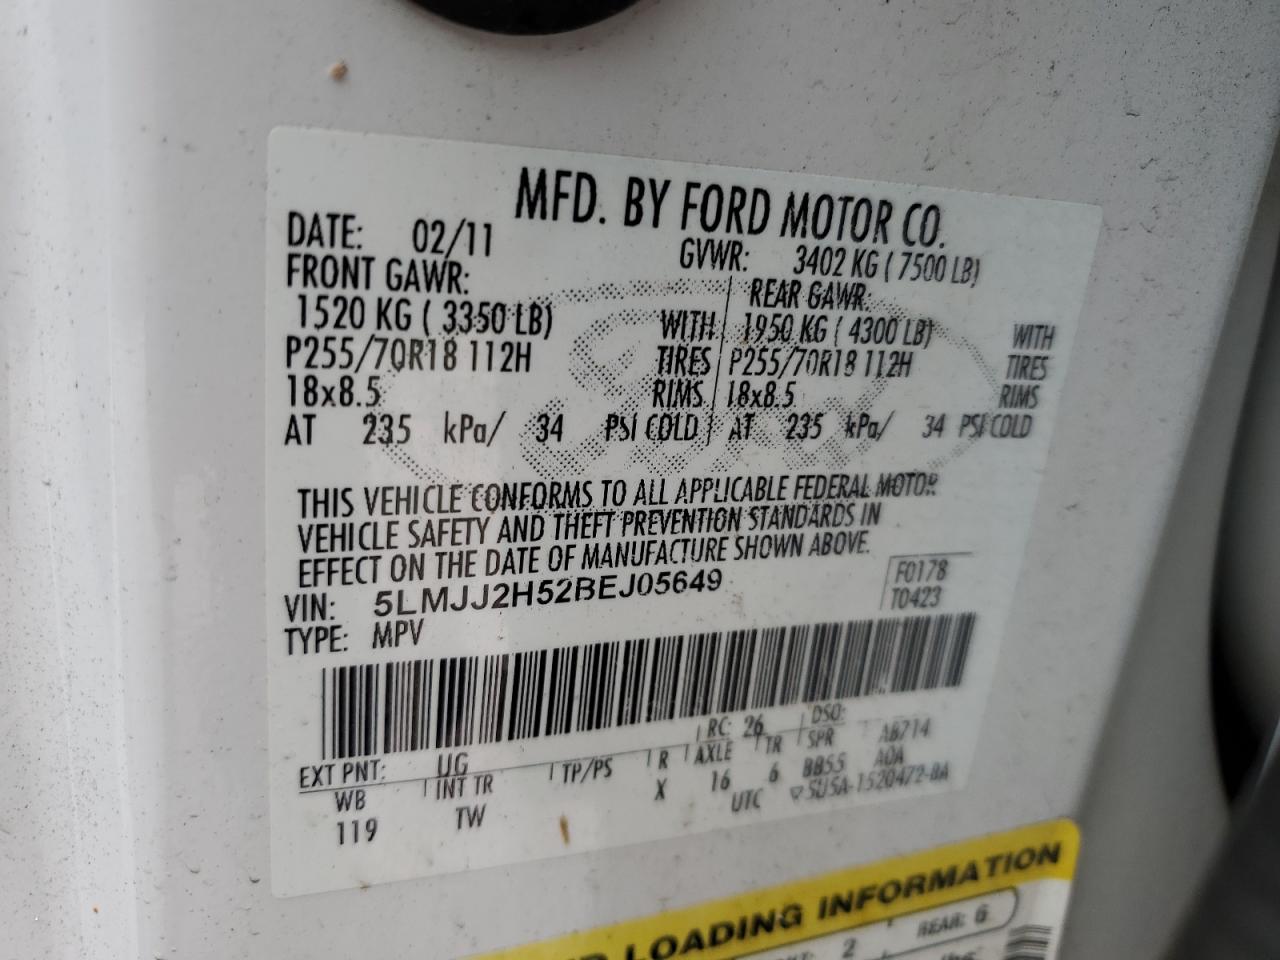 MFD. BY FORD MOTOR CO.
DATE: 02/11 GVWR: 3402 KG ( 7500 LB)
FRONT GAWR: REAR GAWR:
1520 KG ( 3350 LB) WITH 1950 KG ( 4300 LB) WITH
P255/70R18 112H TIRES P255/70R18 112H TIRES
18x8.5 RIMS 18x8.5 RIMS
AT 235 kPa/ 34 PSI COLD AT 235 kPa/ 34 PSI COLD
THIS VEHICLE CONFORMS TO ALL APPLICABLE FEDERAL MOTOR
VEHICLE SAFETY AND THEFT PREVENTION STANDARDS IN
EFFECT ON THE DATE OF MANUFACTURE SHOWN ABOVE.
VIN: 5LMJJ2H52BEJ05649 F0178
TYPE: MPV T0423
EXT PNT: UG RC: 26 DSO: AB714
WB INT TR TP/PS R AXLE TR SPR A0A
119 TW X 16 6 BB55
UTC 5U5A-1520472-BA
LOADING INFORMATION
2 REAR: 6